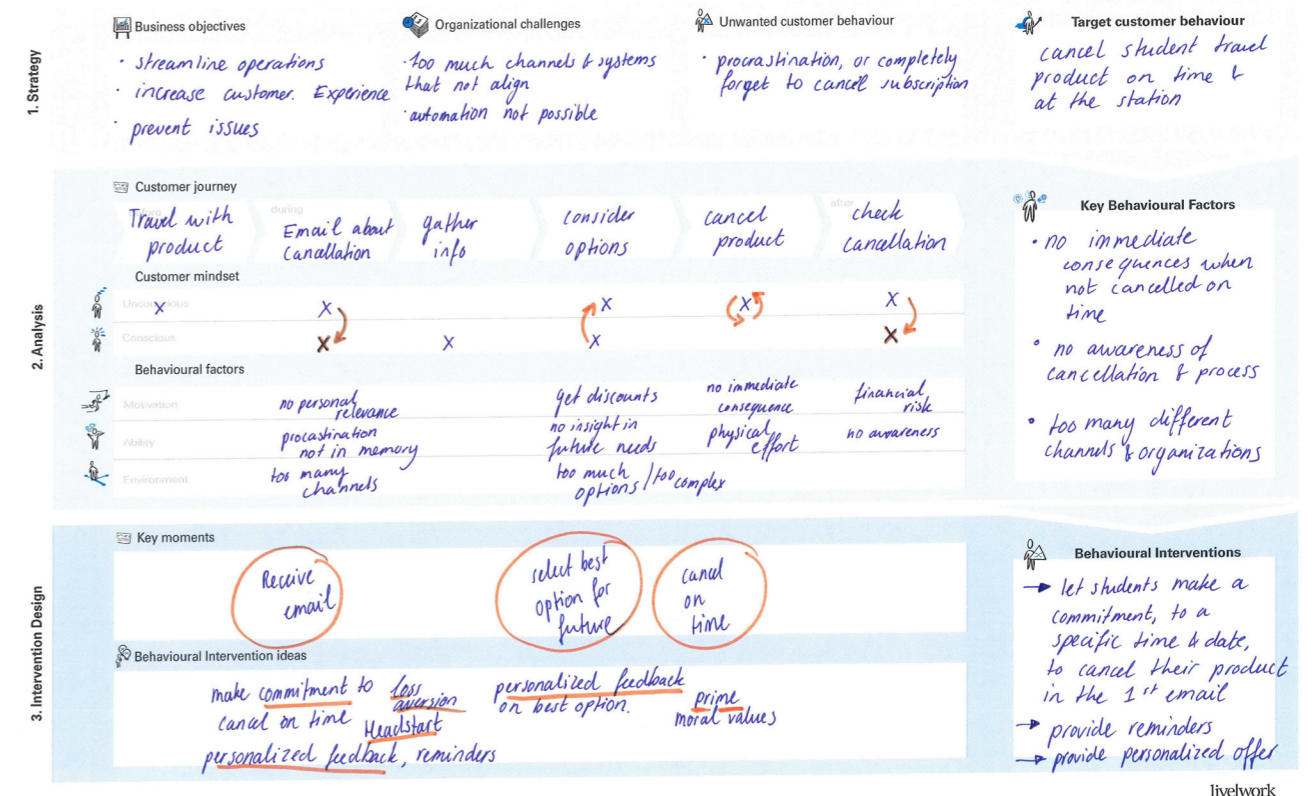 1. Strategy
Business objectives
• streamline operations
• increase customer. Experience
• prevent issues
Organizational challenges
• too much channels & systems
that not align
• automation not possible
Unwanted customer behaviour
• procrastination, or completely
forget to cancel subscription
Target customer behaviour
cancel student travel
product on time &
at the station
2. Analysis
Customer journey
Travel with
product
during
Email about
Cancallation
gather
info
consider
options
cancel
product
after
check
cancallation
Customer mindset
Unconscious
X
X
X
X
X
Conscious
X
X
X
X
Behavioural factors
Motivation
no personal
relevance
get discounts
no immediate
consequence
financial
risk
Ability
procastination
not in memory
no insight in
future needs
physical
effort
no awareness
Environment
too many
channels
too much
options / too complex
Key Behavioural Factors
• no immediate
consequences when
not cancelled on
time
• no awareness of
cancellation & process
• too many different
channels & organizations
3. Intervention Design
Key moments
Receive
email
select best
option for
future
cancel
on
time
Behavioural Intervention ideas
make commitment to
cancel on time
loss
aversion
Headstart
personalized feedback, reminders
personalized feedback
on best option.
prime
moral values
Behavioural Interventions
→ let students make a
commitment, to a
specific time & date,
to cancel their product
in the 1st email
→ provide reminders
→ provide personalized offer
live|work